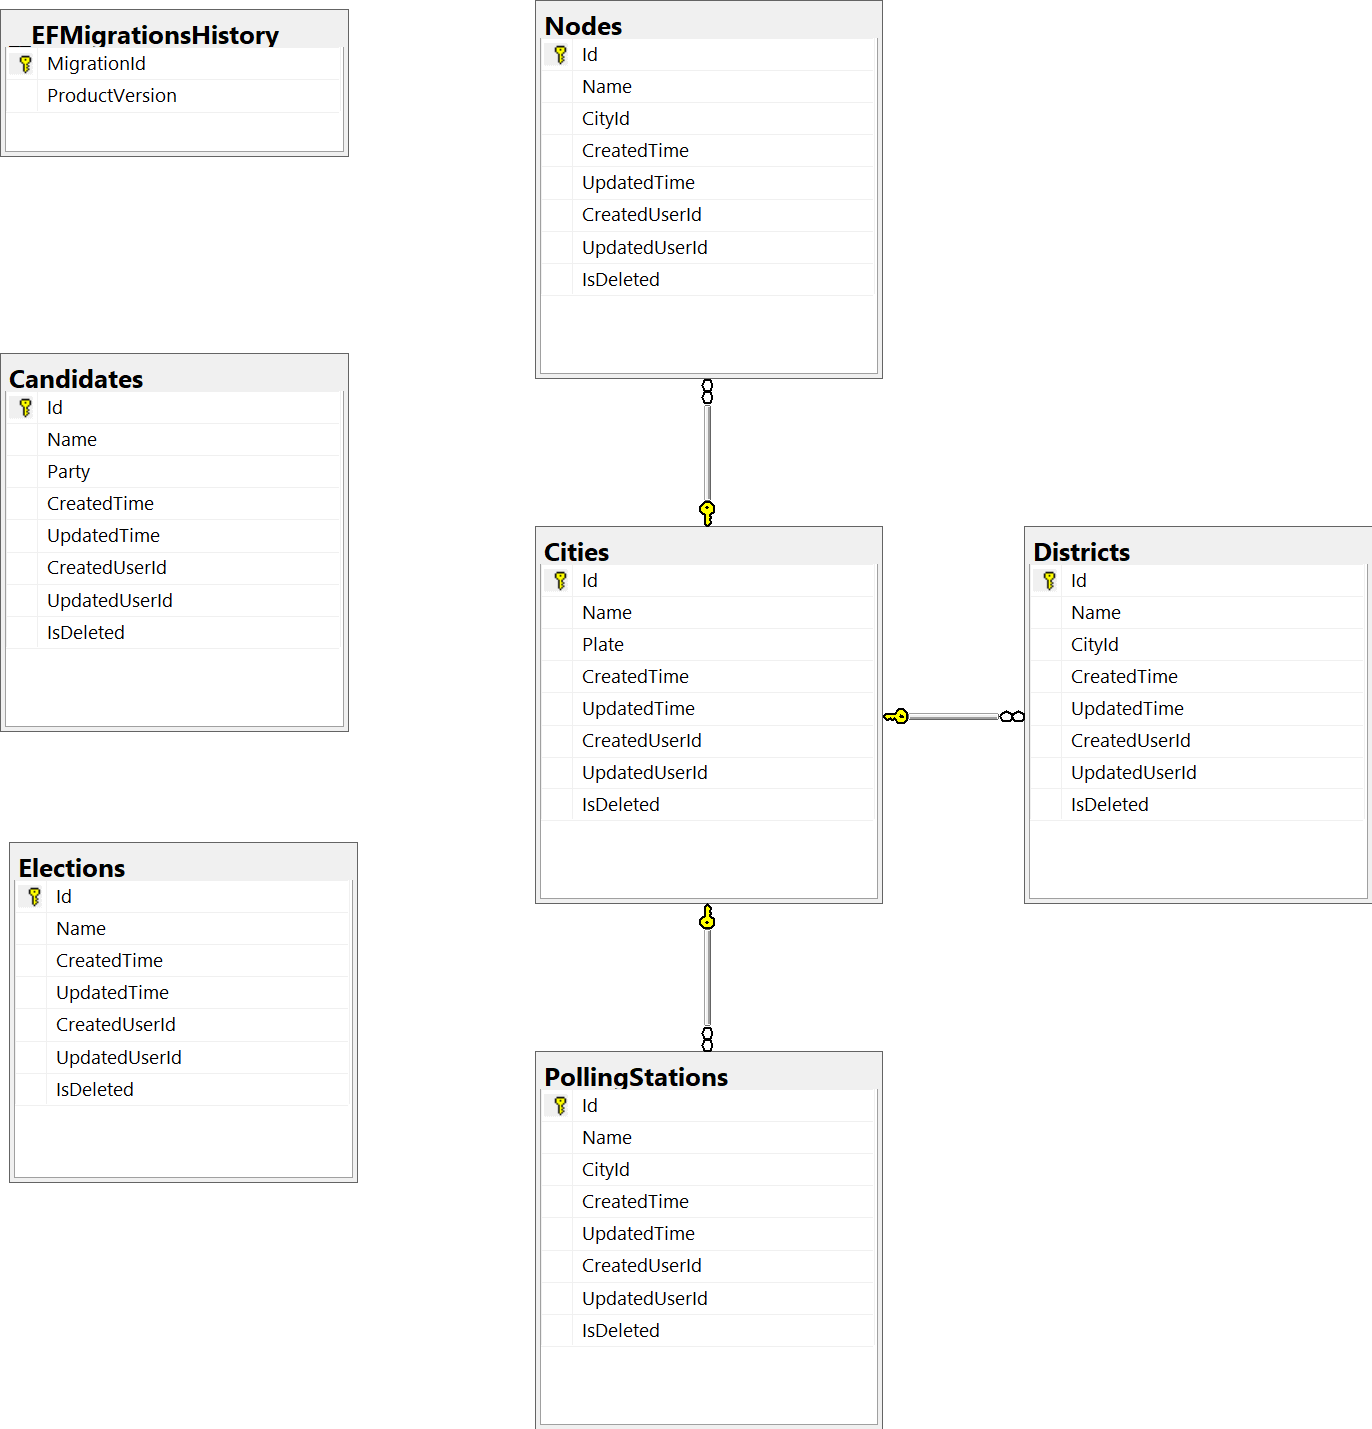 __EFMigrationsHistory
MigrationId
ProductVersion
Nodes
Id
Name
CityId
CreatedTime
UpdatedTime
CreatedUserId
UpdatedUserId
IsDeleted
Candidates
Id
Name
Party
CreatedTime
UpdatedTime
CreatedUserId
UpdatedUserId
IsDeleted
Cities
Id
Name
Plate
CreatedTime
UpdatedTime
CreatedUserId
UpdatedUserId
IsDeleted
Districts
Id
Name
CityId
CreatedTime
UpdatedTime
CreatedUserId
UpdatedUserId
IsDeleted
Elections
Id
Name
CreatedTime
UpdatedTime
CreatedUserId
UpdatedUserId
IsDeleted
PollingStations
Id
Name
CityId
CreatedTime
UpdatedTime
CreatedUserId
UpdatedUserId
IsDeleted